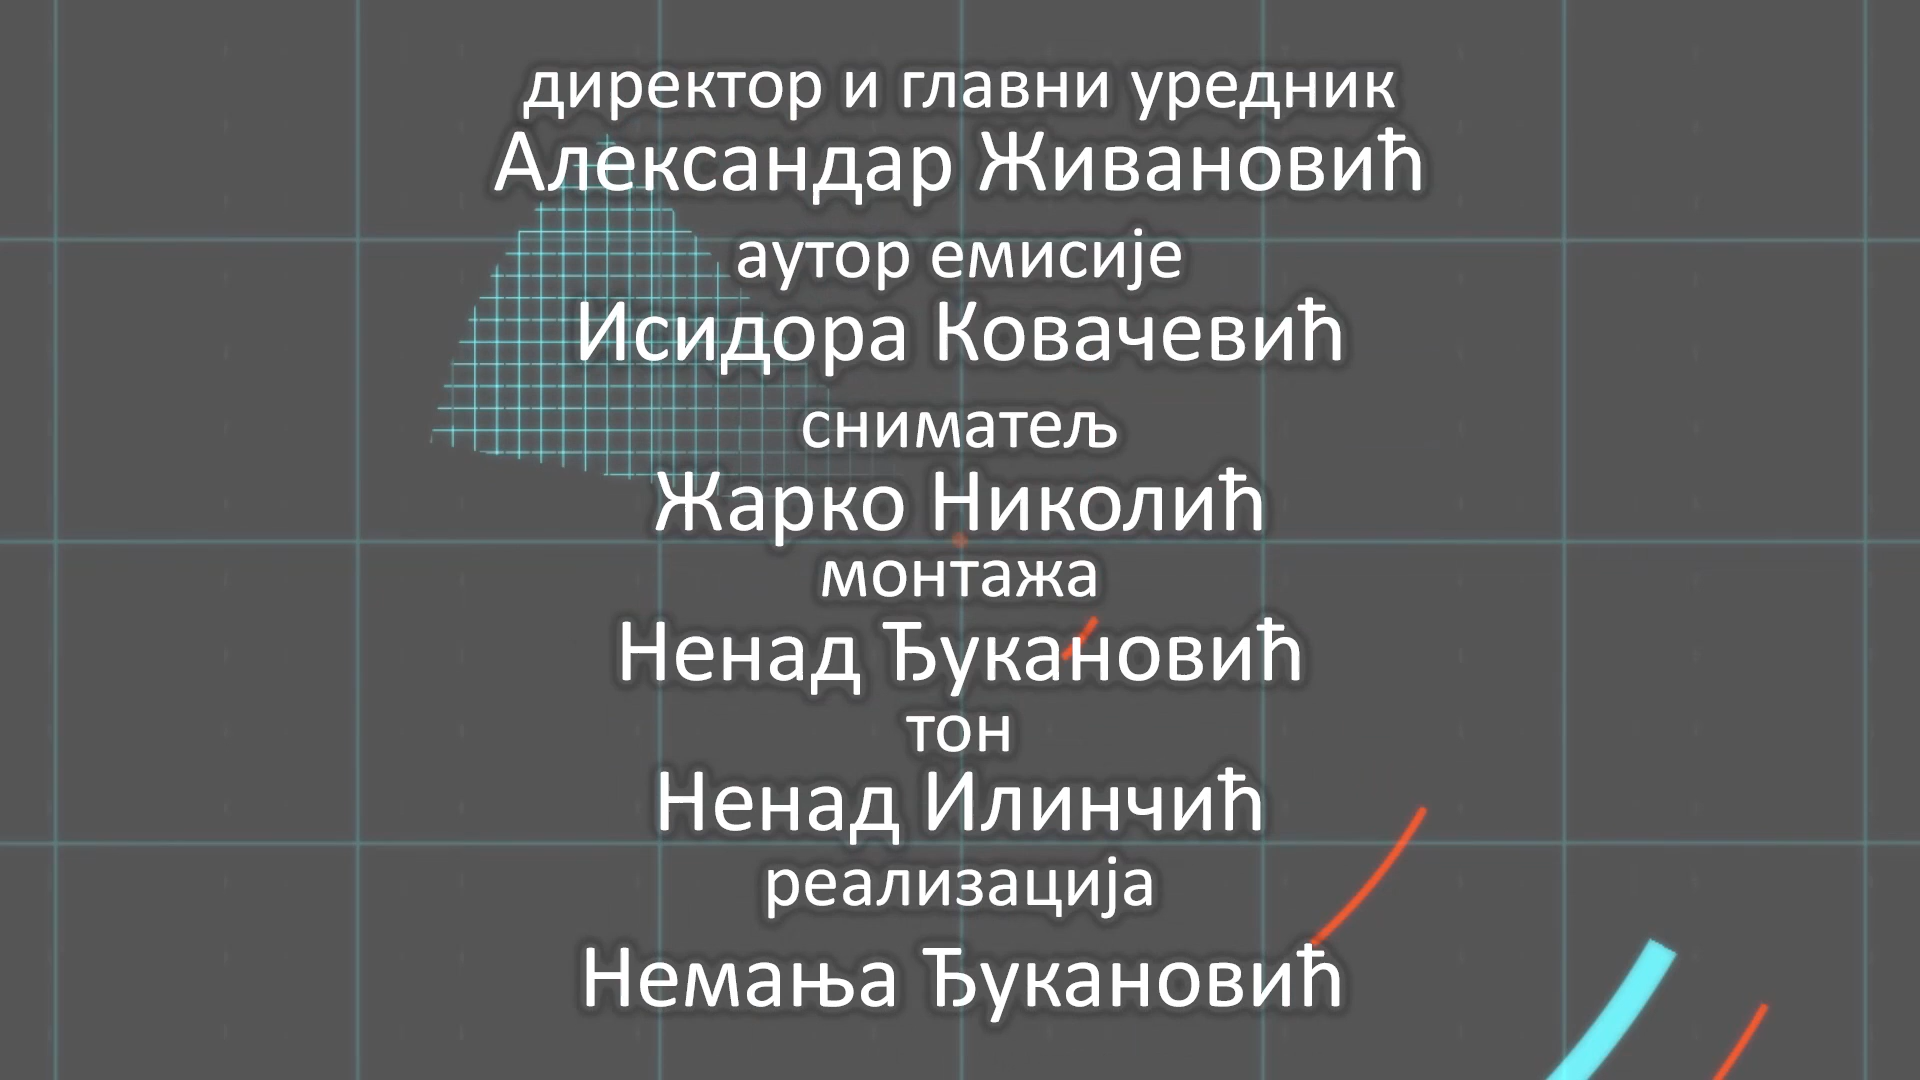 директор и главни уредник
Александар Живановић
аутор емисије
Исидора Ковачевић
сниматељ
Жарко Николић
монтажа
Ненад Ђукановић
тон
Ненад Илинчић
реализација
Немања Ђукановић